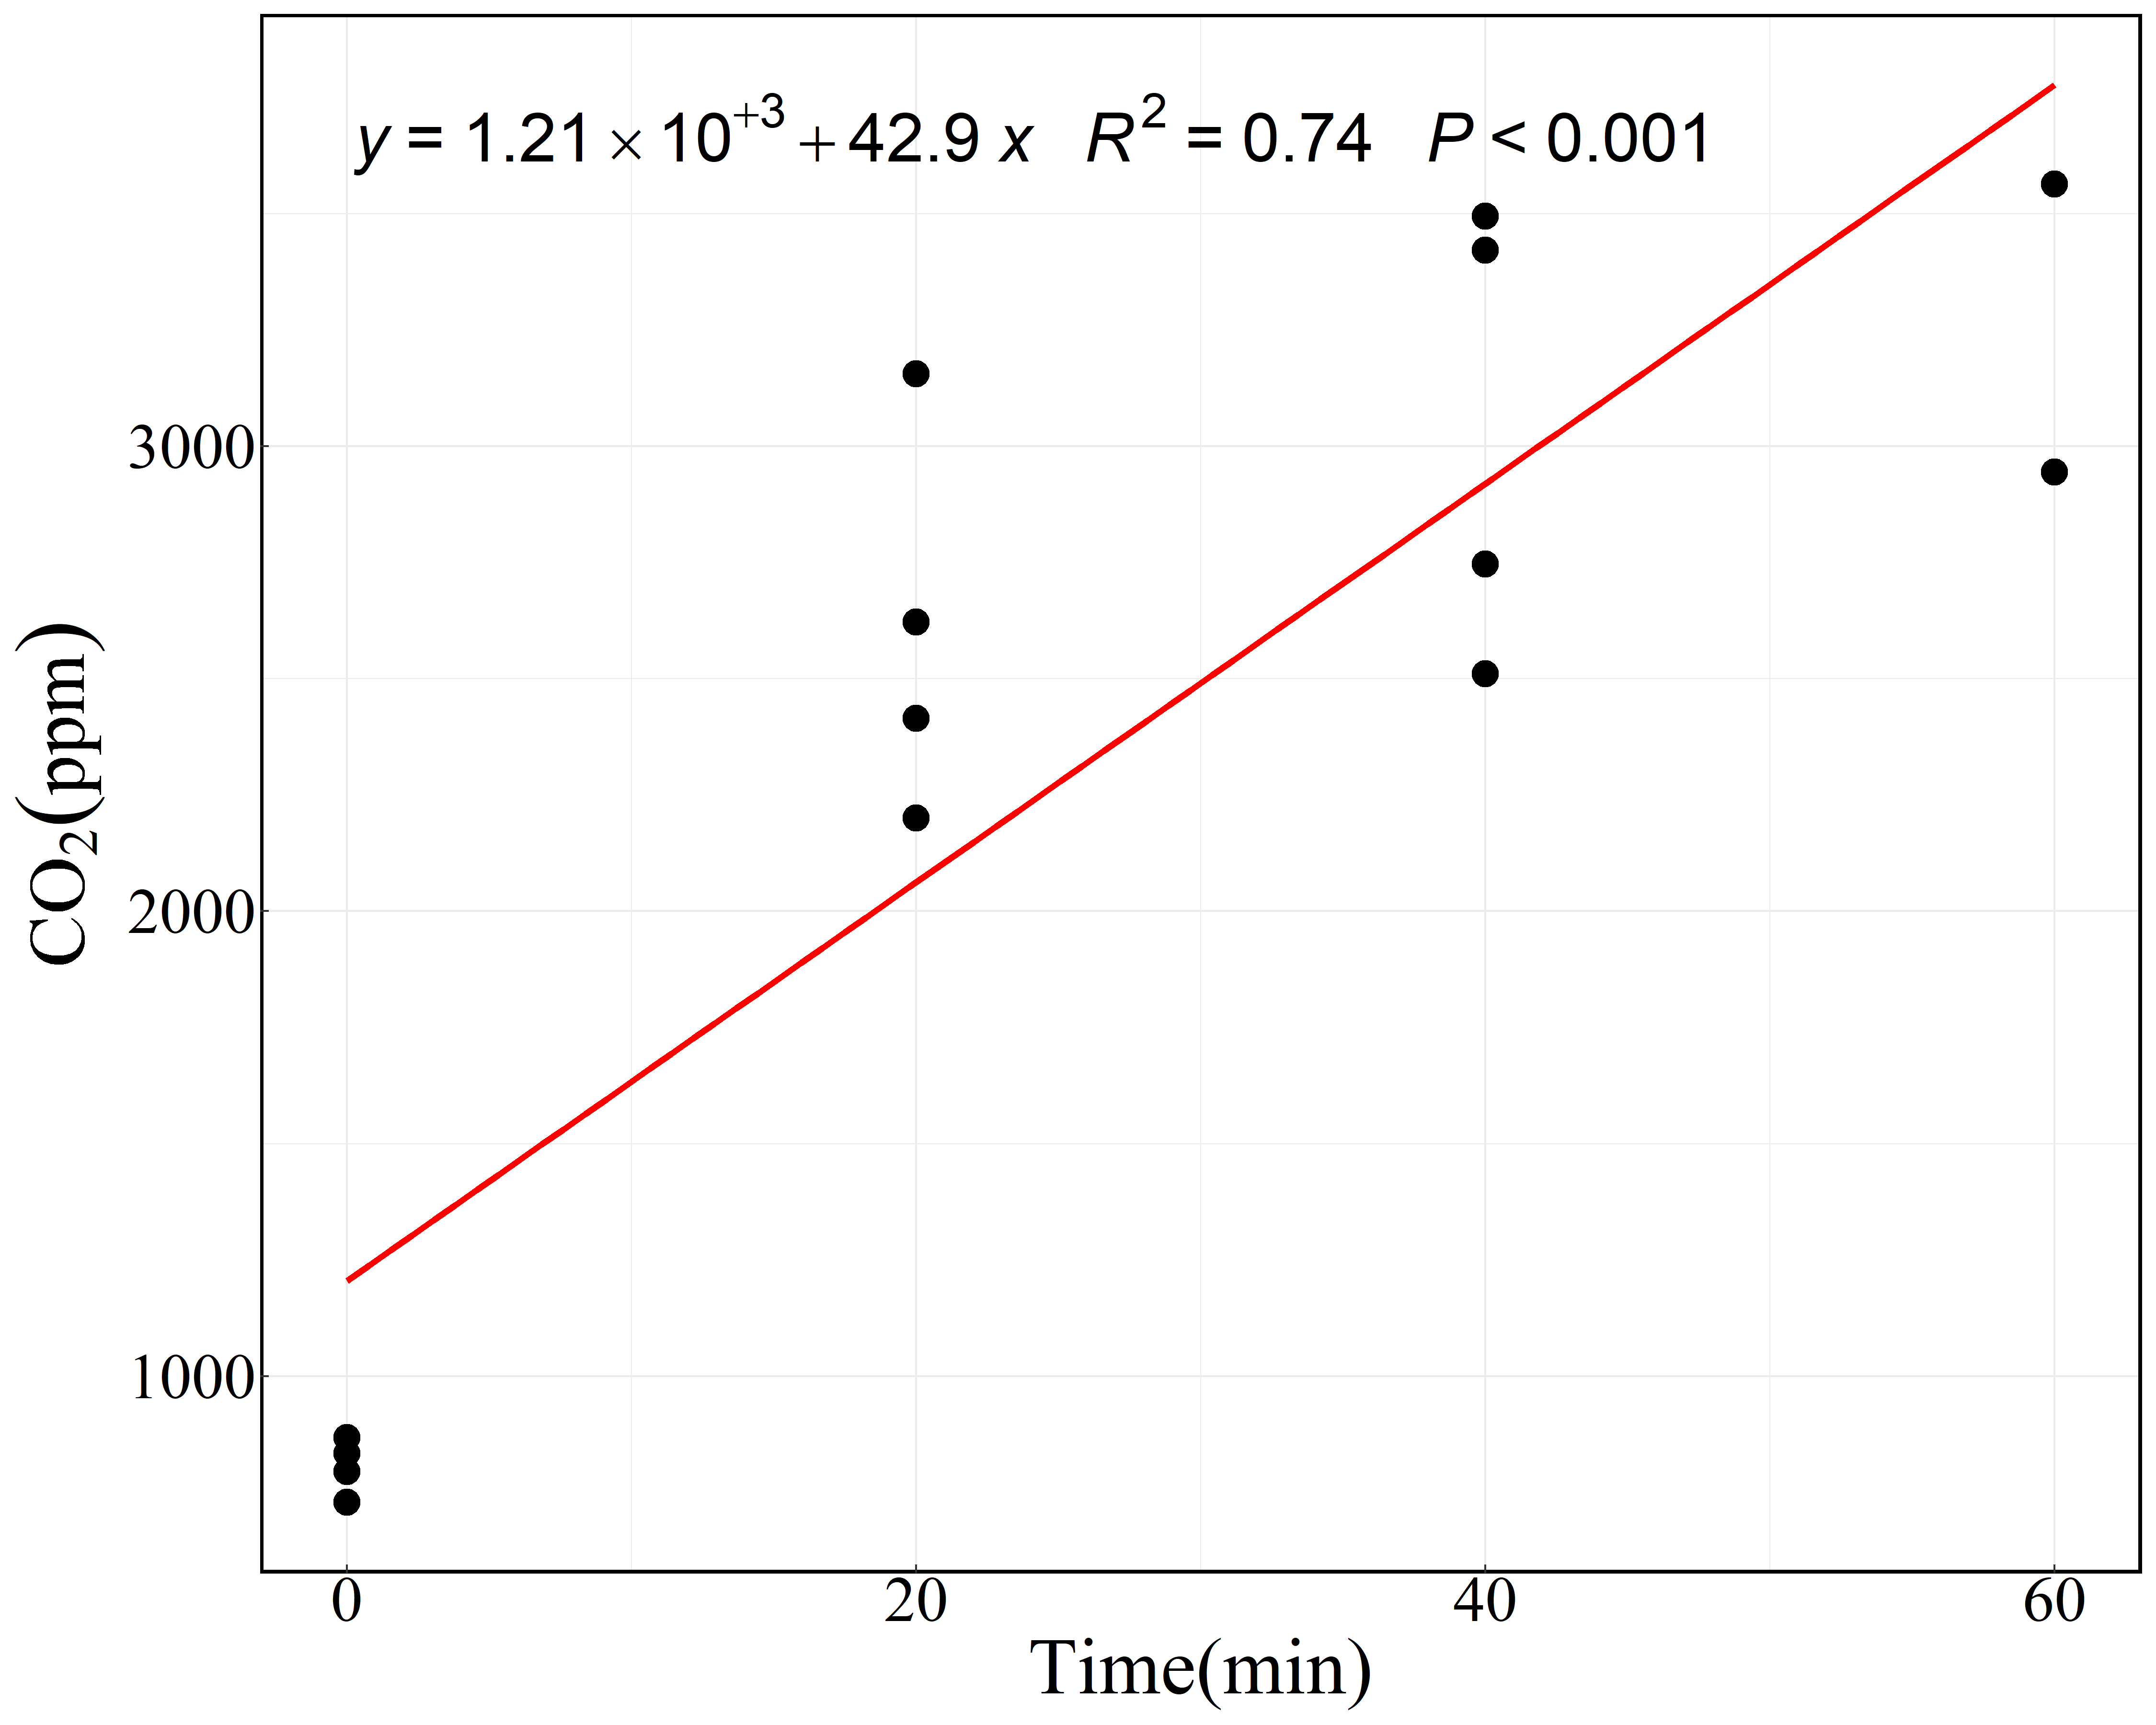 y = 1.21 × 10⁺³ + 42.9 x   R² = 0.74   P < 0.001
3000
2000
1000
CO₂(ppm)
0 20 40 60
Time(min)